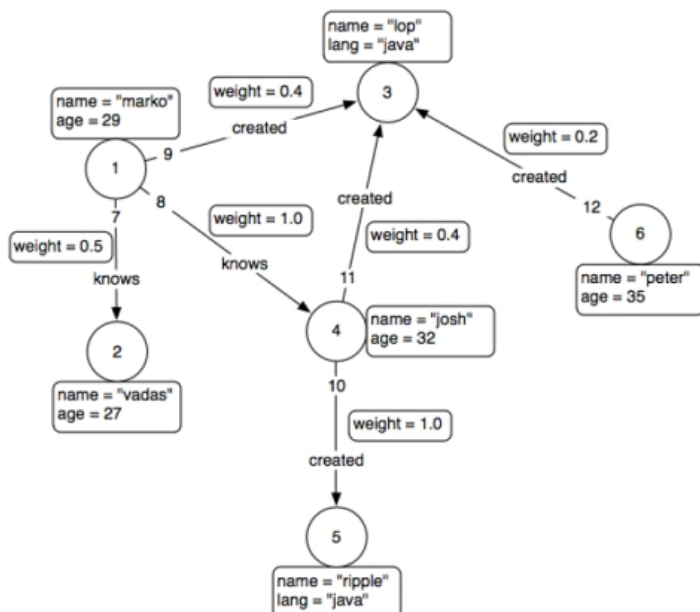 name = "lop"
lang = "java"
weight = 0.4
3
name = "marko"
age = 29
created
9
weight = 0.2
1
created
created
8
12
7
weight = 1.0
weight = 0.4
6
weight = 0.5
knows
name = "peter"
age = 35
knows
11
name = "josh"
age = 32
4
2
10
name = "vadas"
age = 27
weight = 1.0
created
5
name = "ripple"
lang = "java"